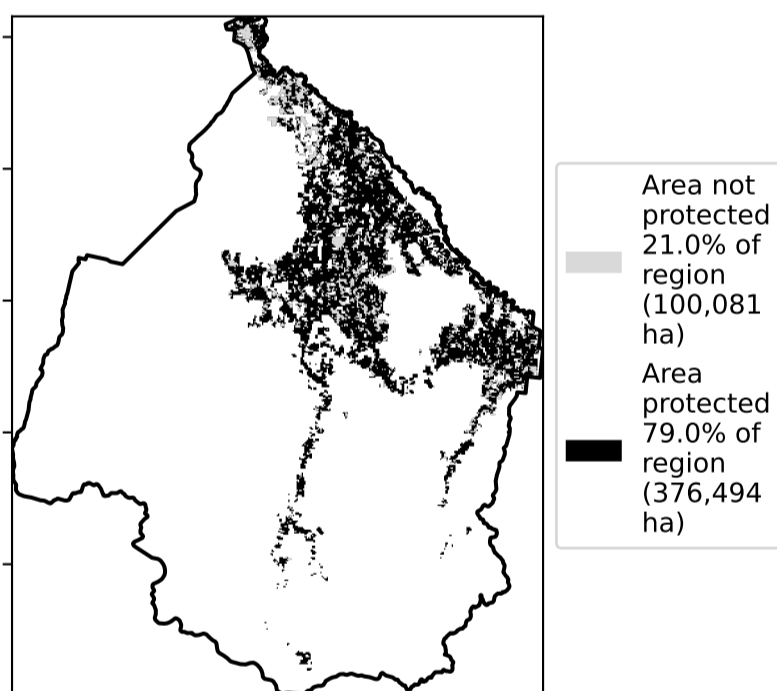 Area not
protected
21.0% of
region
(100,081
ha)
Area
protected
79.0% of
region
(376,494
ha)